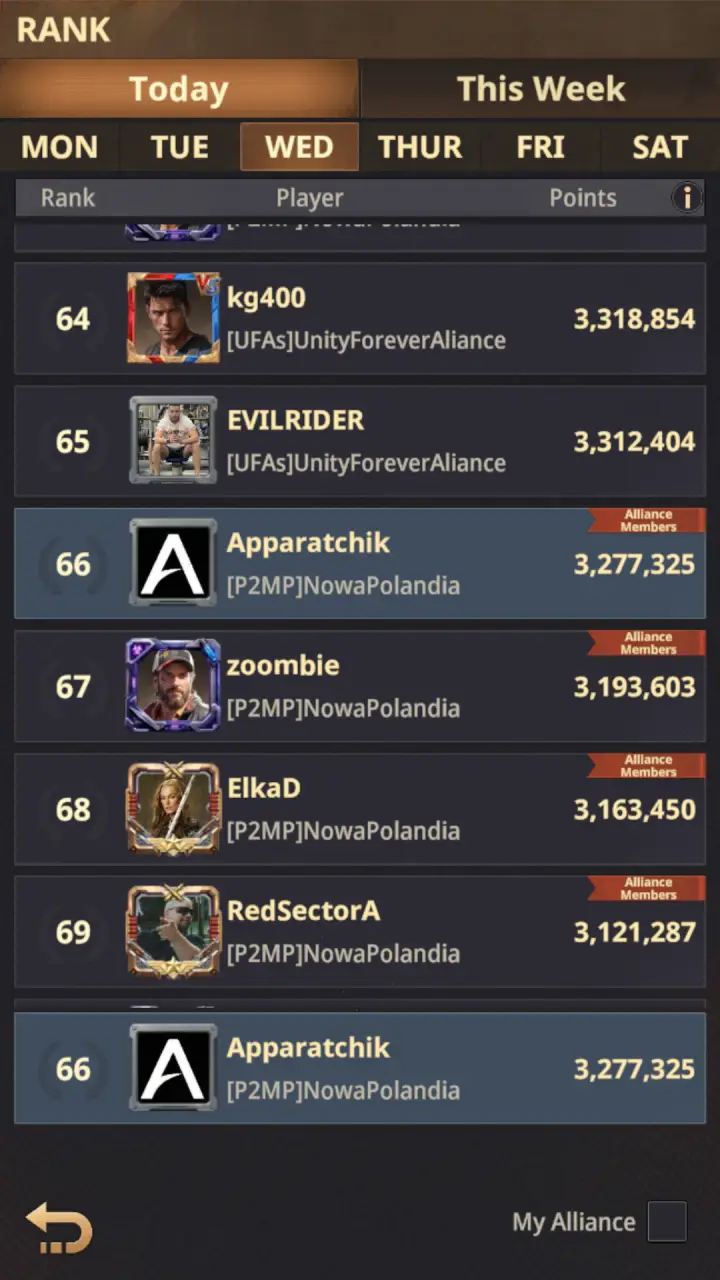 RANK
Today
This Week
MON
TUE
WED
THUR
FRI
SAT
Rank
Player
Points
64
kg400
[UFAs]UnityForeverAliance
3,318,854
65
EVILRIDER
[UFAs]UnityForeverAliance
3,312,404
Alliance
Members
66
Apparatchik
[P2MP]NowaPolandia
3,277,325
Alliance
Members
67
zoombie
[P2MP]NowaPolandia
3,193,603
Alliance
Members
68
ElkaD
[P2MP]NowaPolandia
3,163,450
Alliance
Members
69
RedSectorA
[P2MP]NowaPolandia
3,121,287
66
Apparatchik
[P2MP]NowaPolandia
3,277,325
My Alliance